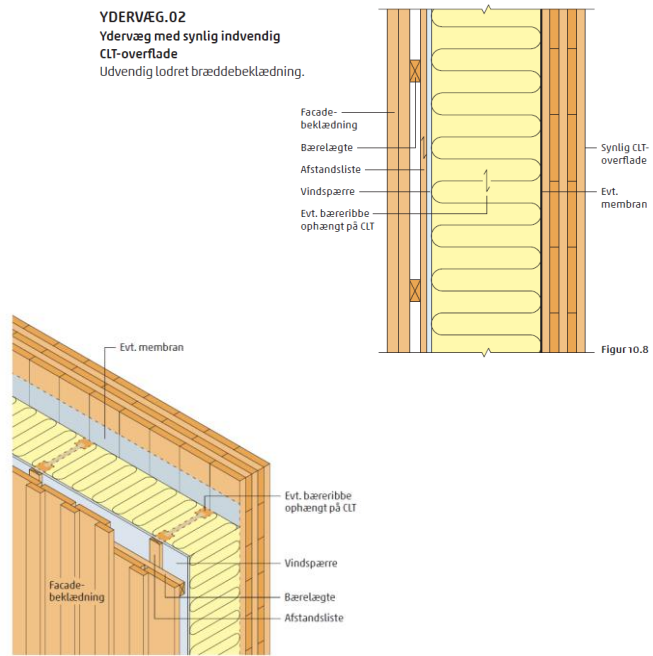 YDERVÆG.02
Ydervæg med synlig indvendig
CLT-overflade
Udvendig lodret bræddebeklædning.
Facade-
beklædning
Bærelægte
Afstandsliste
Vindspærre
Evt. bæreribbe
ophængt på CLT
Synlig CLT-
overflade
Evt.
membran
Figur 10.8
Evt. membran
Evt. bæreribbe
ophængt på CLT
Vindspærre
Facade-
beklædning
Bærelægte
Afstandsliste